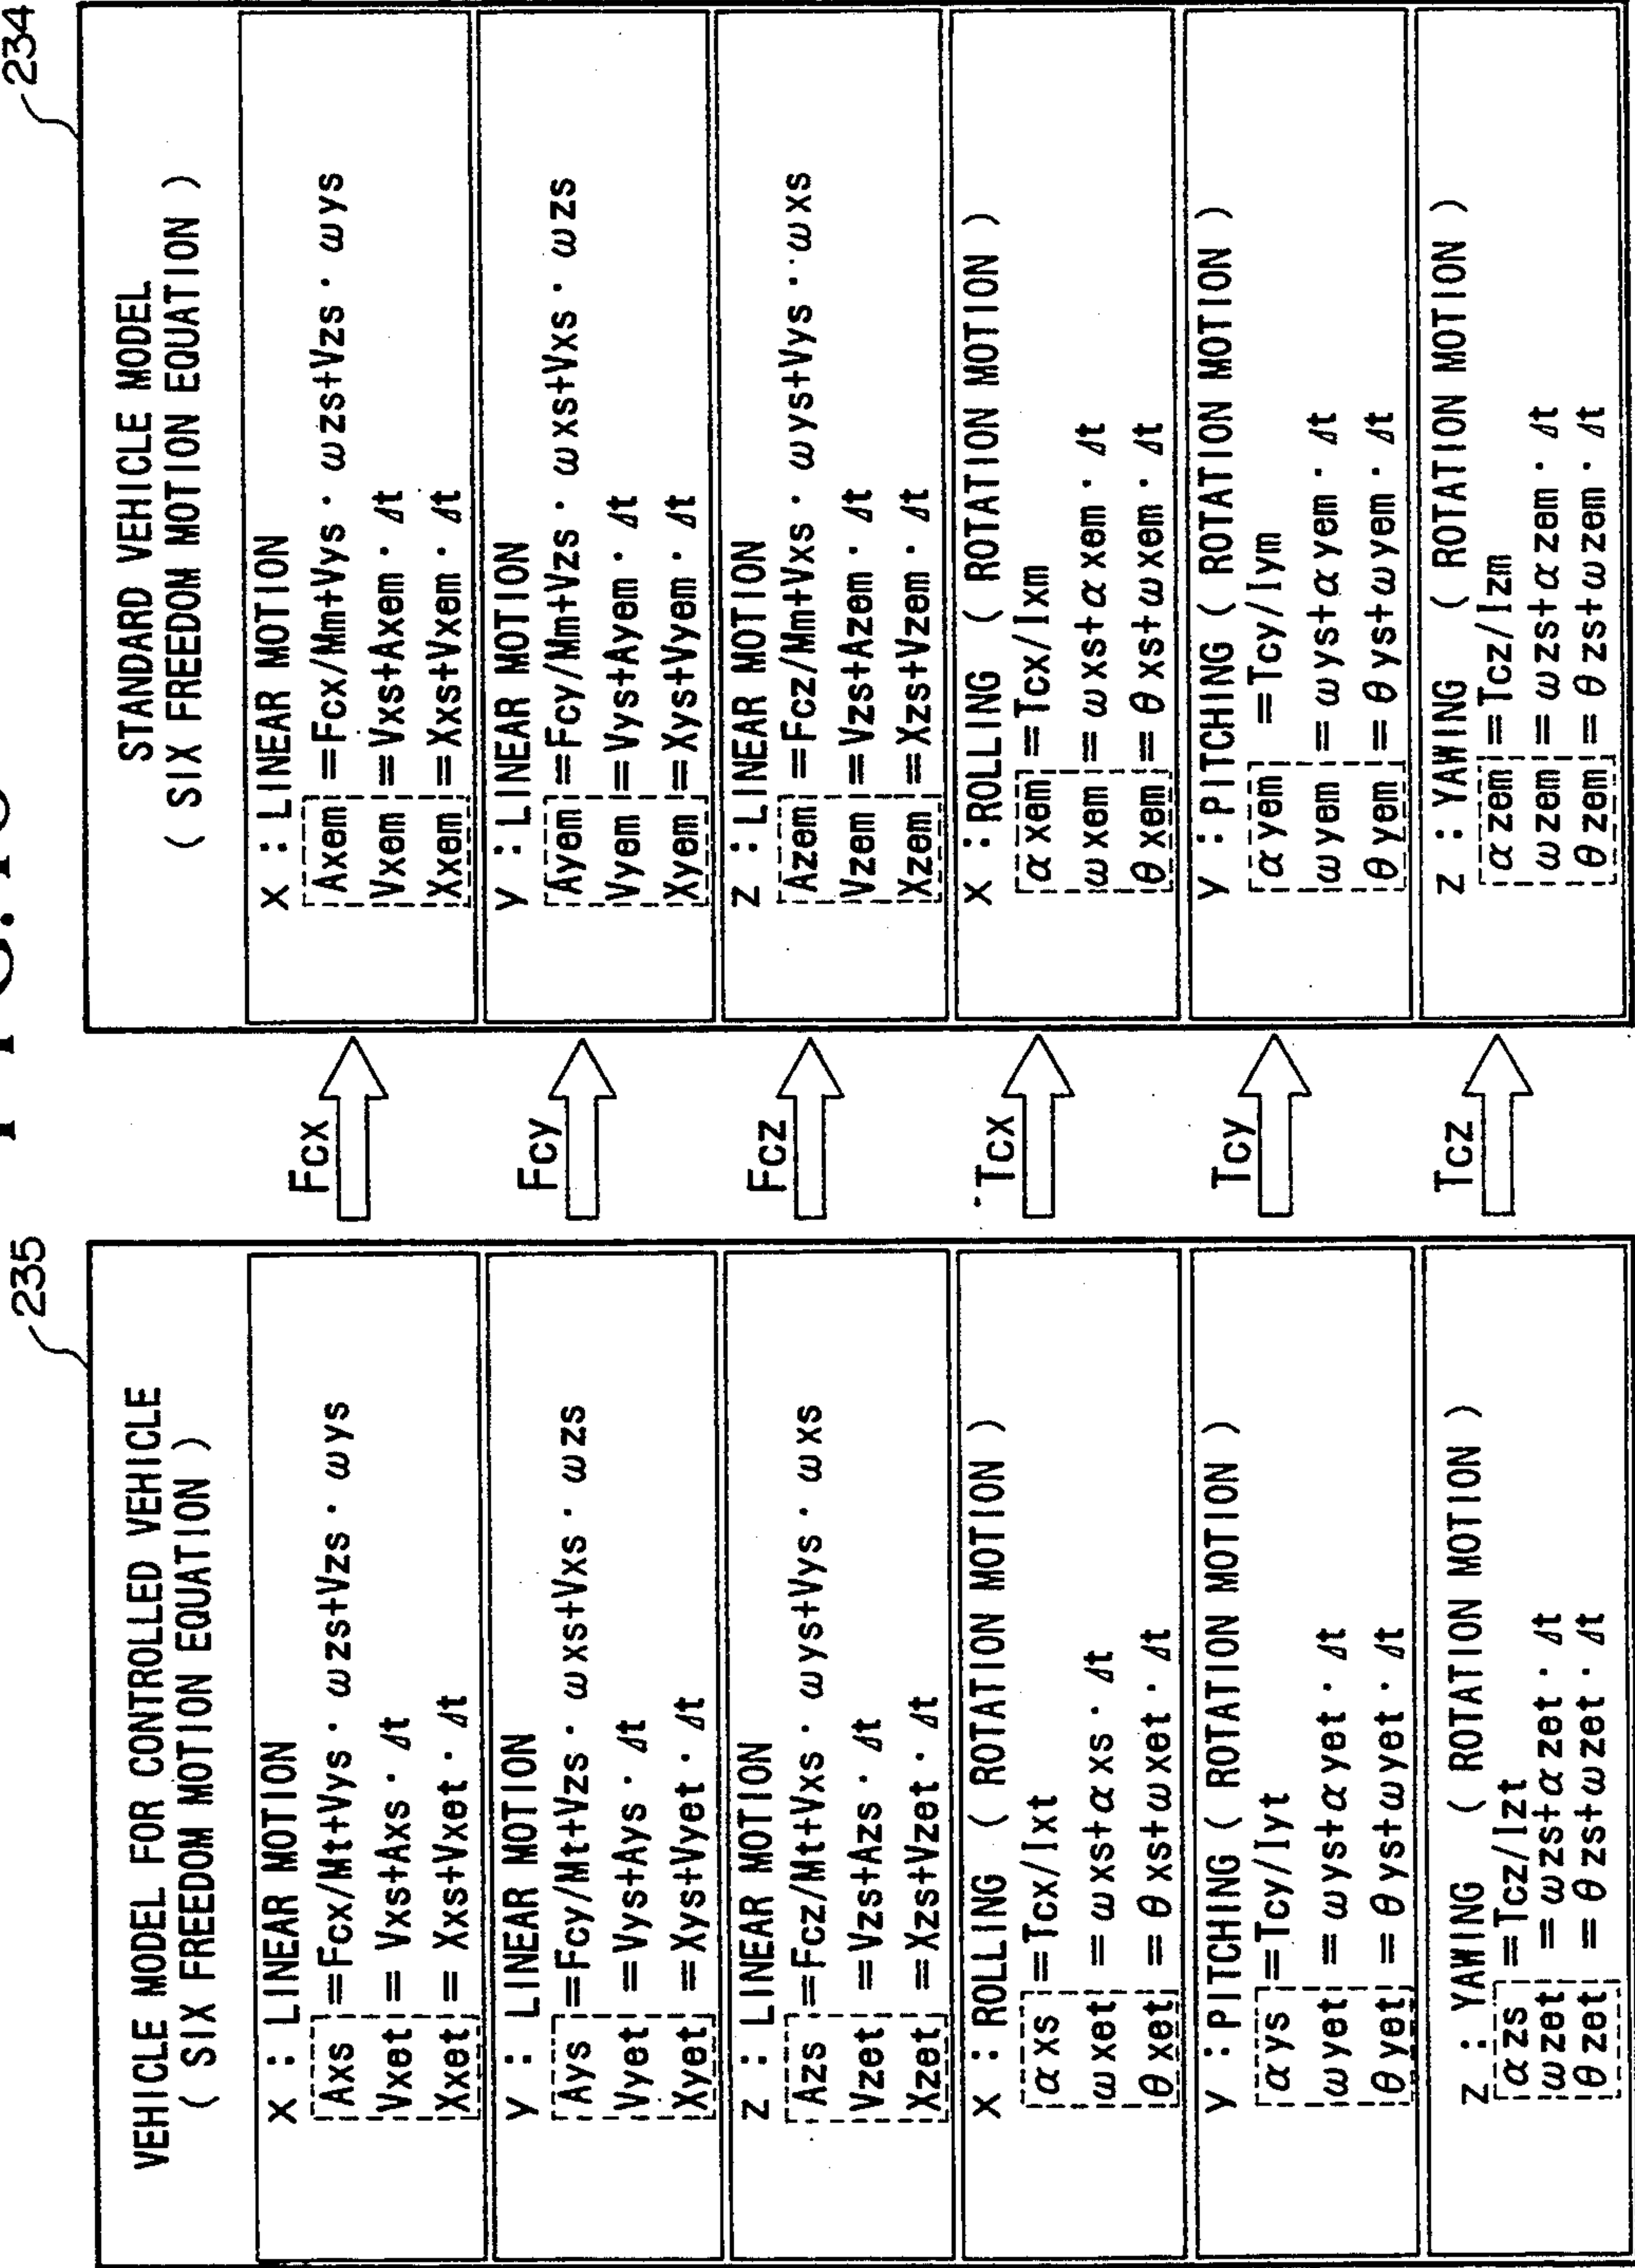 235
VEHICLE MODEL FOR CONTROLLED VEHICLE
( SIX FREEDOM MOTION EQUATION )
X : LINEAR MOTION
Axs =Fcx/Mt+Vys・ωzs+Vzs・ωys
Vxet = Vxs+Axs・Δt
Xxet = Xxs+Vxet・Δt
y : LINEAR MOTION
Ays =Fcy/Mt+Vzs・ωxs+Vxs・ωzs
Vyet =Vys+Ays・Δt
Xyet =Xys+Vyet・Δt
Z : LINEAR MOTION
Azs =Fcz/Mt+Vxs・ωys+Vys・ωxs
Vzet =Vzs+Azs・Δt
Xzet =Xzs+Vzet・Δt
X : ROLLING ( ROTATION MOTION )
αxs =Tcx/Ixt
ωxet =ωxs+αxs・Δt
θxet =θxs+ωxet・Δt
y : PITCHING ( ROTATION MOTION )
αys =Tcy/Iyt
ωyet =ωys+αyet・Δt
θyet =θys+ωyet・Δt
Z : YAWING ( ROTATION MOTION )
αzs =Tcz/Izt
ωzet =ωzs+αzet・Δt
θzet =θzs+ωzet・Δt
Fcx
Fcy
Fcz
Tcx
Tcy
Tcz
234
STANDARD VEHICLE MODEL
( SIX FREEDOM MOTION EQUATION )
X : LINEAR MOTION
Axem =Fcx/Mm+Vys・ωzs+Vzs・ωys
Vxem =Vxs+Axem・Δt
Xxem =Xxs+Vxem・Δt
y : LINEAR MOTION
Ayem =Fcy/Mm+Vzs・ωxs+Vxs・ωzs
Vyem =Vys+Ayem・Δt
Xyem =Xys+Vyem・Δt
Z : LINEAR MOTION
Azem =Fcz/Mm+Vxs・ωys+Vys・ωxs
Vzem =Vzs+Azem・Δt
Xzem =Xzs+Vzem・Δt
X : ROLLING ( ROTATION MOTION )
αxem =Tcx/Ixm
ωxem =ωxs+αxem・Δt
θxem =θxs+ωxem・Δt
y : PITCHING ( ROTATION MOTION )
αyem =Tcy/Iym
ωyem =ωys+αyem・Δt
θyem =θys+ωyem・Δt
Z : YAWING ( ROTATION MOTION )
αzem =Tcz/Izm
ωzem =ωzs+αzem・Δt
θzem =θzs+ωzem・Δt